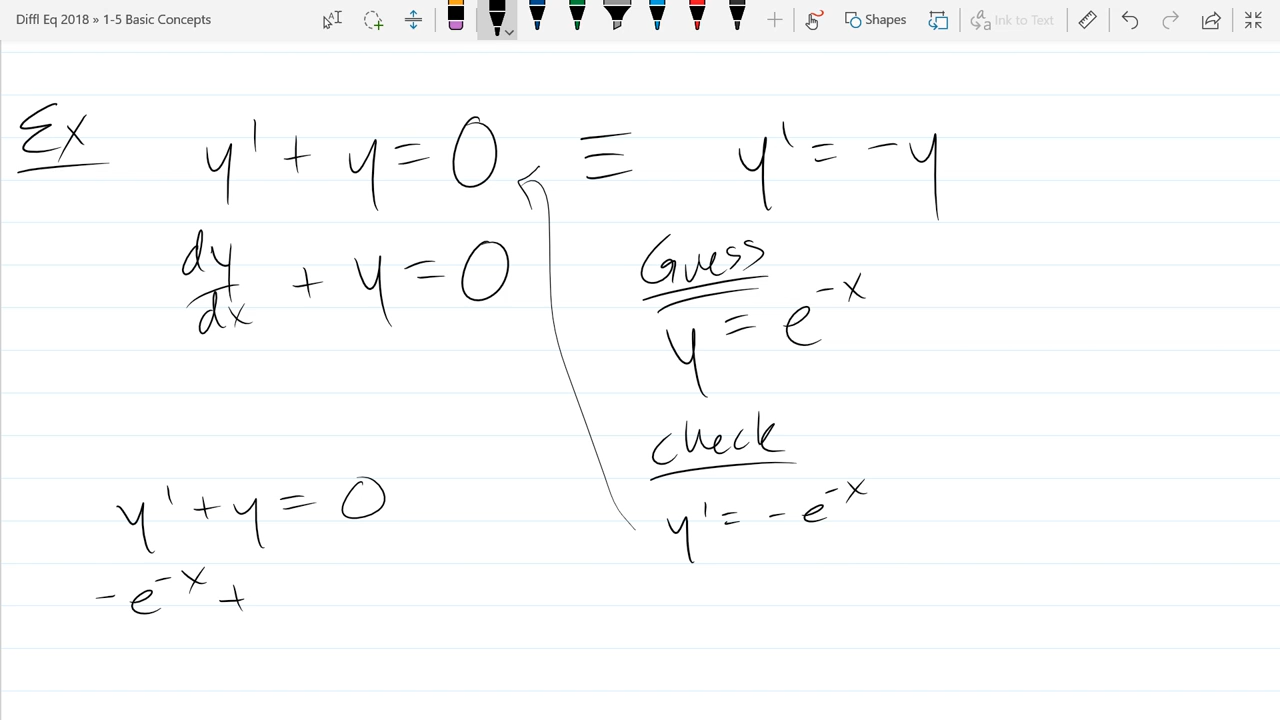 Diffl Eq 2018 » 1-5 Basic Concepts
Shapes
Ink to Text
Ex y' + y = 0 ≡ y' = -y
dy/dx + y = 0
Guess
y = e^{-x}
check
y' = -e^{-x}
y' + y = 0
-e^{-x} +